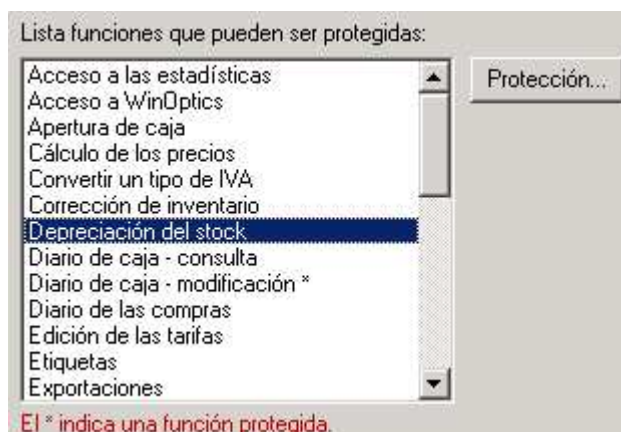 Lista funciones que pueden ser protegidas:
Acceso a las estadísticas
Acceso a WinOptics
Apertura de caja
Cálculo de los precios
Convertir un tipo de IVA
Corrección de inventario
Depreciación del stock
Diario de caja - consulta
Diario de caja - modificación *
Diario de las compras
Edición de las tarifas
Etiquetas
Exportaciones
Protección...
El * indica una función protegida.